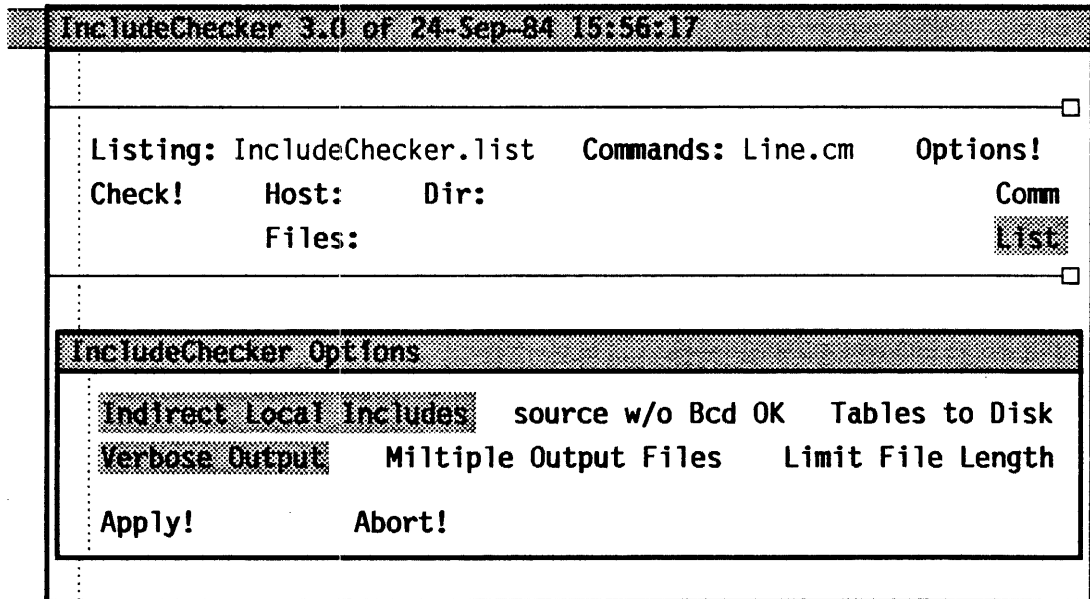 IncludeChecker 3.0 of 24-Sep-84 15:56:17
Listing: IncludeChecker.list Commands: Line.cm Options!
Check! Host: Dir: Comm
Files: List
IncludeChecker Options
Indirect Local Includes source w/o Bcd OK Tables to Disk
Verbose Output Miltiple Output Files Limit File Length
Apply! Abort!